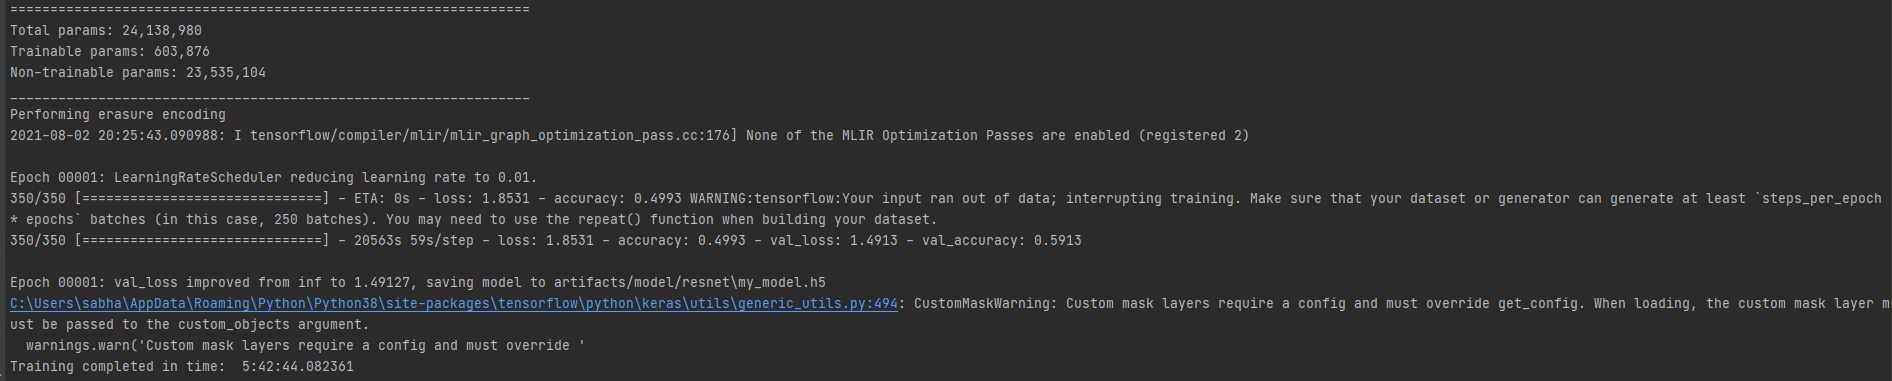 =================================================================
Total params: 24,138,980
Trainable params: 603,876
Non-trainable params: 23,535,104
_________________________________________________________________
Performing erasure encoding
2021-08-02 20:25:43.090988: I tensorflow/compiler/mlir/mlir_graph_optimization_pass.cc:176] None of the MLIR Optimization Passes are enabled (registered 2)
Epoch 00001: LearningRateScheduler reducing learning rate to 0.01.
350/350 [==============================] - ETA: 0s - loss: 1.8531 - accuracy: 0.4993 WARNING:tensorflow:Your input ran out of data; interrupting training. Make sure that your dataset or generator can generate at least `steps_per_epoch
* epochs` batches (in this case, 250 batches). You may need to use the repeat() function when building your dataset.
350/350 [==============================] - 20563s 59s/step - loss: 1.8531 - accuracy: 0.4993 - val_loss: 1.4913 - val_accuracy: 0.5913
Epoch 00001: val_loss improved from inf to 1.49127, saving model to artifacts/model/resnet\my_model.h5
C:\Users\sabha\AppData\Roaming\Python\Python38\site-packages\tensorflow\python\keras\utils\generic_utils.py:494: CustomMaskWarning: Custom mask layers require a config and must override get_config. When loading, the custom mask layer m
ust be passed to the custom_objects argument.
  warnings.warn('Custom mask layers require a config and must override '
Training completed in time:  5:42:44.082361